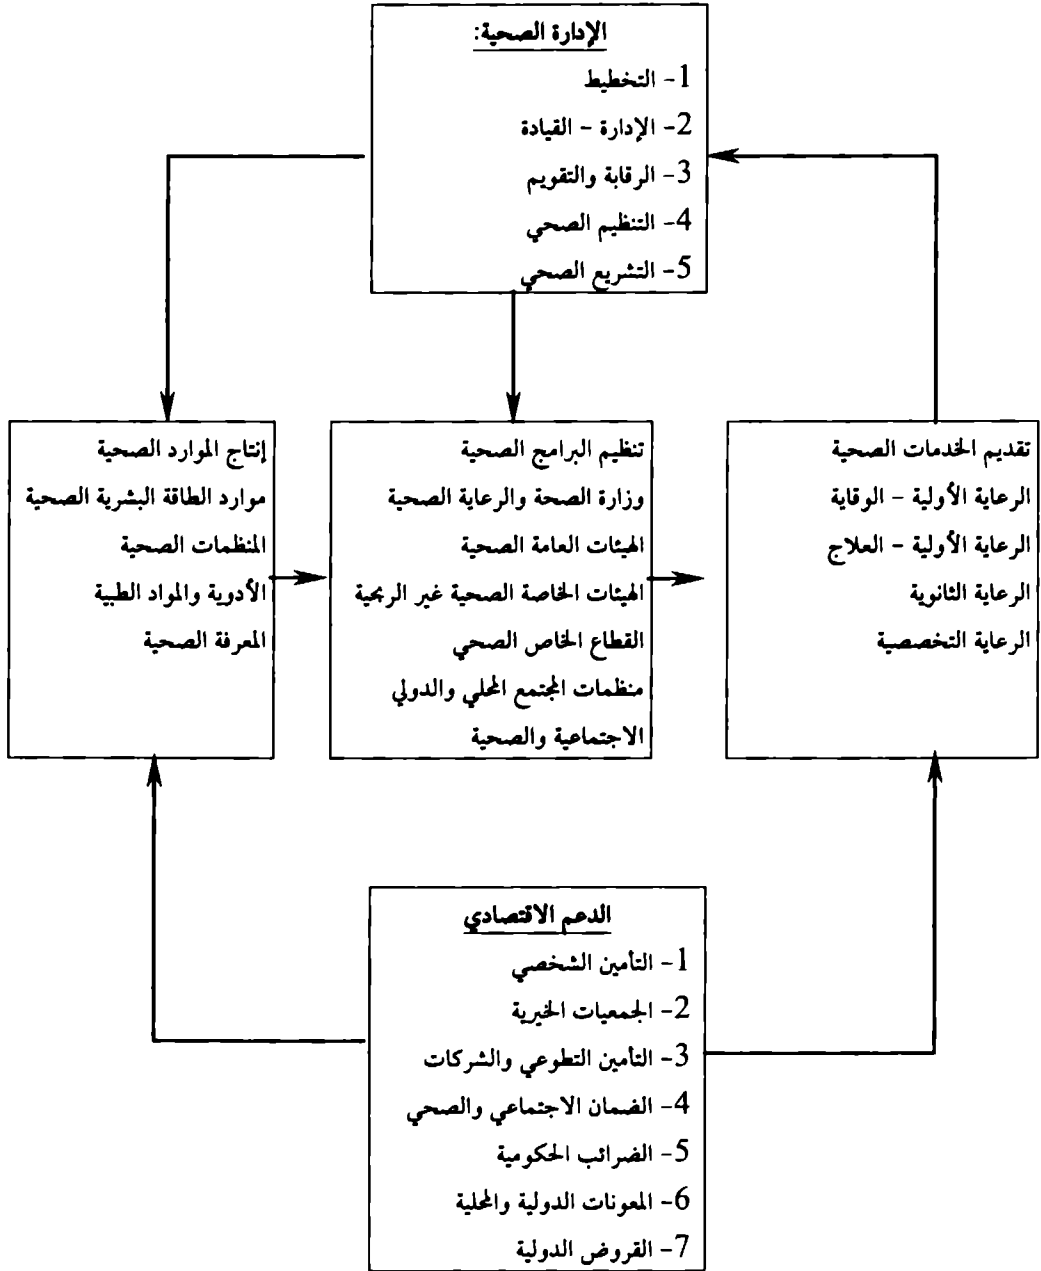 الإدارة الصحية:
1- التخطيط
2- الإدارة - القيادة
3- الرقابة والتقويم
4- التنظيم الصحي
5- التشريع الصحي
تقديم الخدمات الصحية
الرعاية الأولية - الوقاية
الرعاية الأولية - العلاج
الرعاية الثانوية
الرعاية التخصصية
تنظيم البرامج الصحية
وزارة الصحة والرعاية الصحية
الهيئات العامة الصحية
الهيئات الخاصة الصحية غير الربحية
القطاع الخاص الصحي
منظمات المجتمع المحلي والدولي
الاجتماعية والصحية
إنتاج الموارد الصحية
موارد الطاقة البشرية الصحية
المنظمات الصحية
الأدوية والمواد الطبية
المعرفة الصحية
الدعم الاقتصادي
1- التأمين الشخصي
2- الجمعيات الخيرية
3- التأمين التطوعي والشركات
4- الضمان الاجتماعي والصحي
5- الضرائب الحكومية
6- المعونات الدولية والمحلية
7- القروض الدولية